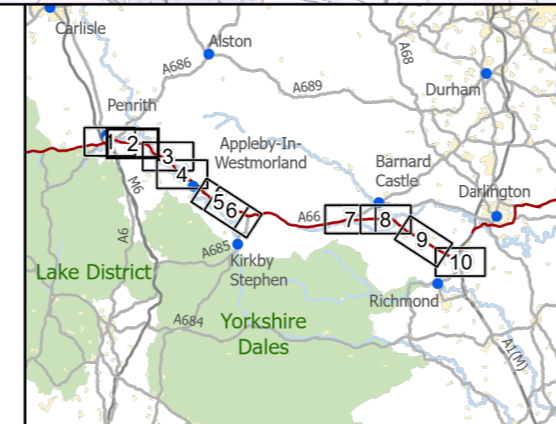 Carlisle
Alston
A686
A68
A689
Durham
Penrith
1
2
3
4
Appleby-In-
Westmorland
Barnard
Castle
Darlington
5
6
A66
7
8
9
10
M6
A6
A685
Kirkby
Stephen
Lake District
Richmond
A684
Yorkshire
Dales
A1(M)